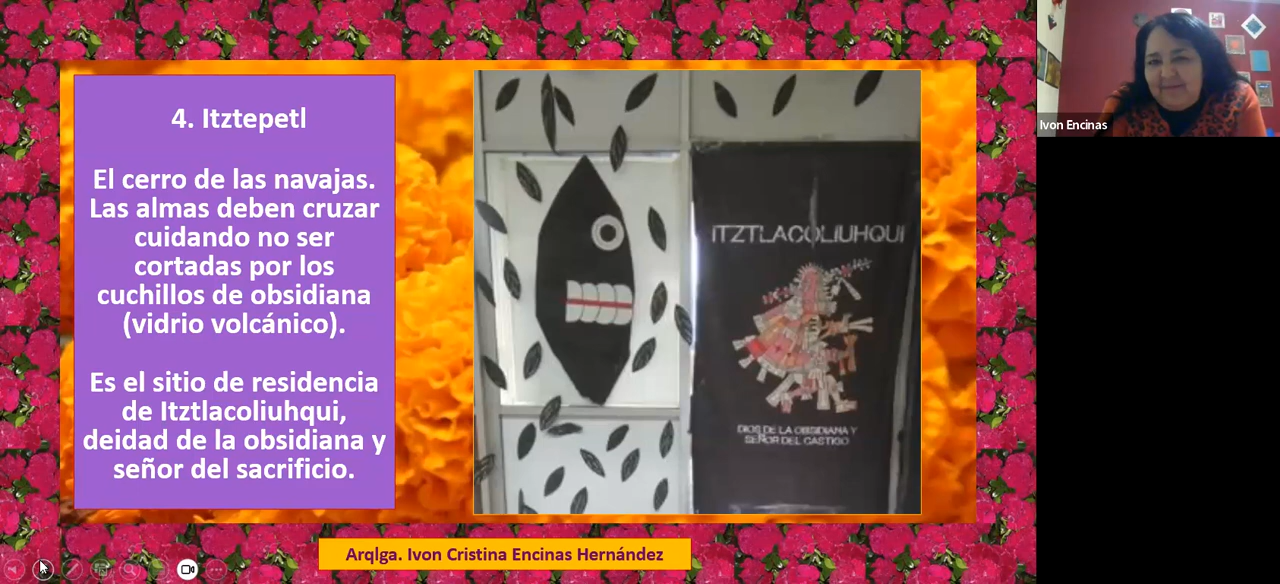 4. Itztepetl
El cerro de las navajas.
Las almas deben cruzar
cuidando no ser
cortadas por los
cuchillos de obsidiana
(vidrio volcánico).
Es el sitio de residencia
de Itztlacoliuhqui,
deidad de la obsidiana y
señor del sacrificio.
ITZTLACOLIUHQUI
DIOS DE LA OBSIDIANA Y
SEÑOR DEL CASTIGO
Arqlga. Ivon Cristina Encinas Hernández
Ivon Encinas